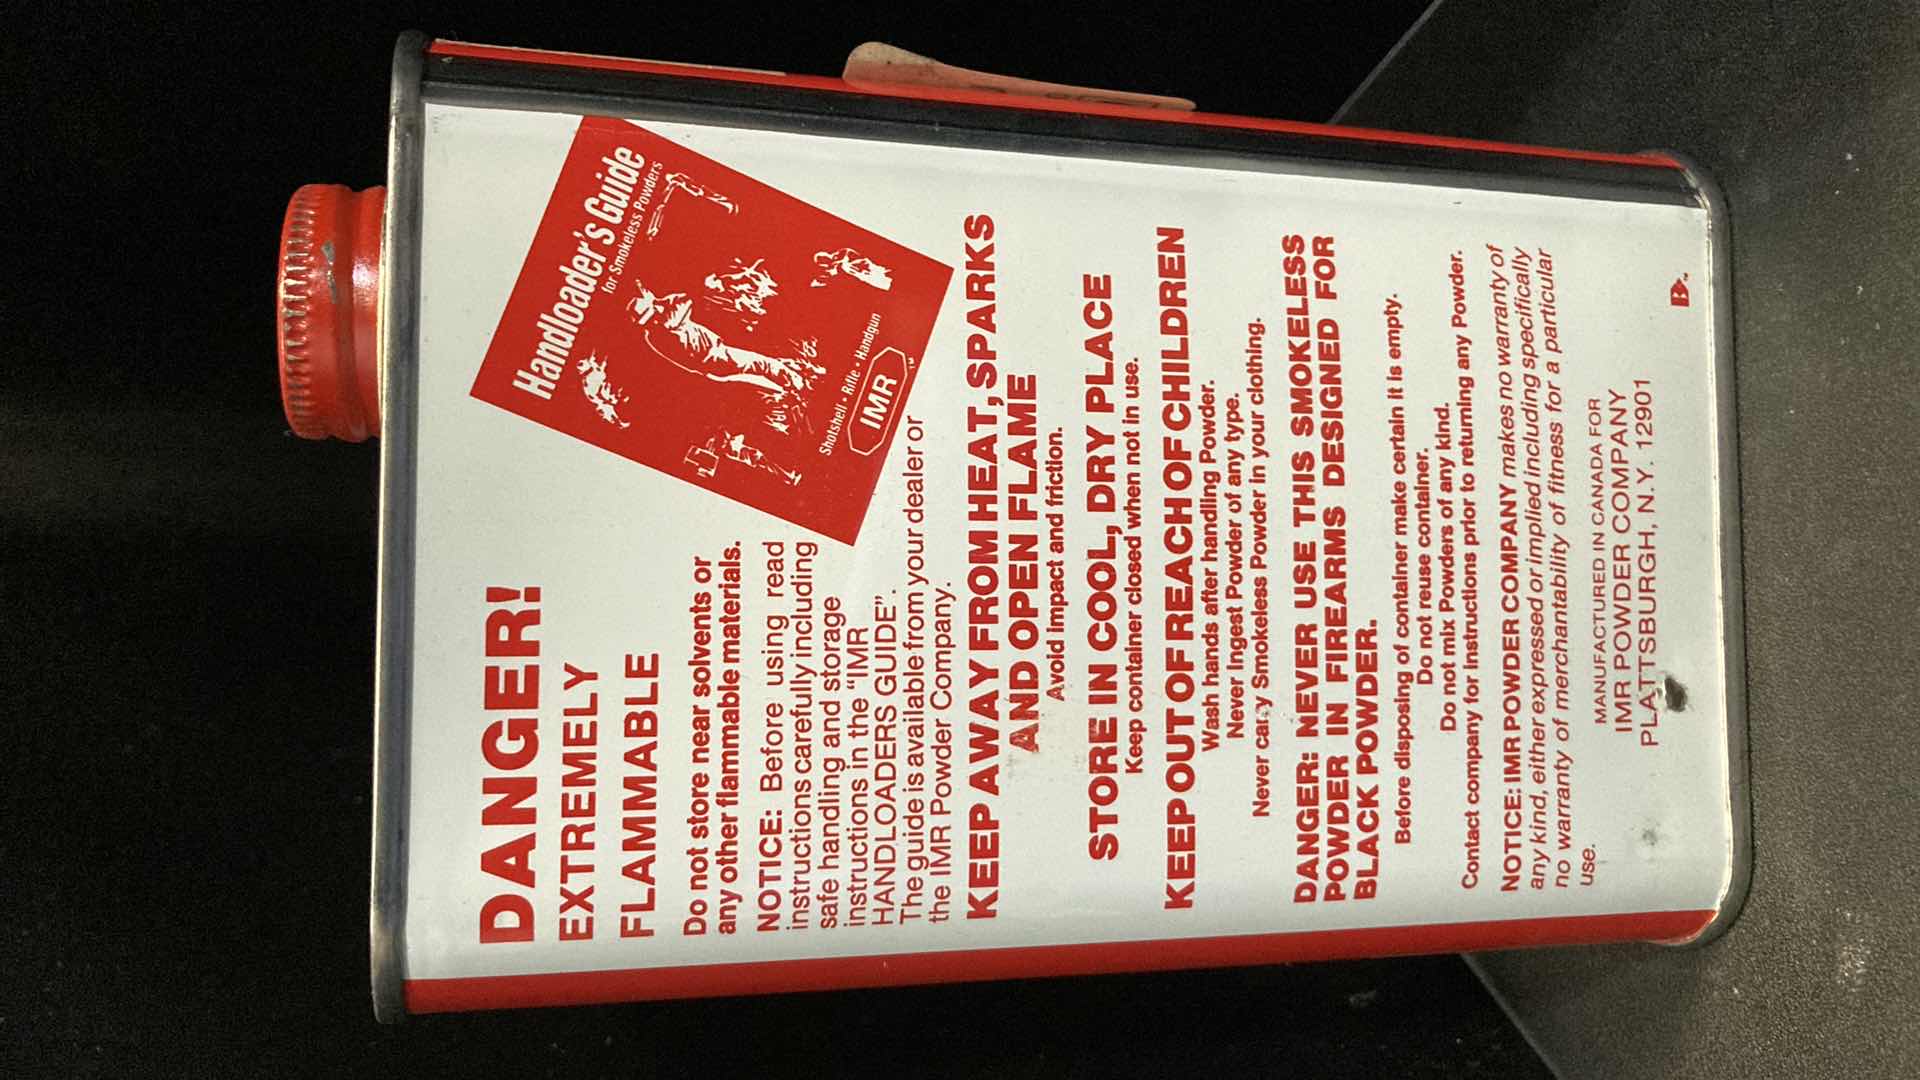 DANGER!
EXTREMELY
FLAMMABLE
Do not store near solvents or
any other flammable materials.
NOTICE: Before using read
instructions carefully including
safe handling and storage
instructions in the "IMR
HANDLOADERS GUIDE".
The guide is available from your dealer or
the IMR Powder Company.
Handloader's Guide
for Smokeless Powders
Shotshell • Rifle • Handgun
IMR™
KEEP AWAY FROM HEAT, SPARKS
AND OPEN FLAME
Avoid impact and friction.
STORE IN COOL, DRY PLACE
Keep container closed when not in use.
KEEP OUT OF REACH OF CHILDREN
Wash hands after handling Powder.
Never ingest Powder of any type.
Never carry Smokeless Powder in your clothing.
DANGER: NEVER USE THIS SMOKELESS
POWDER IN FIREARMS DESIGNED FOR
BLACK POWDER.
Before disposing of container make certain it is empty.
Do not reuse container.
Do not mix Powders of any kind.
Contact company for instructions prior to returning any Powder.
NOTICE: IMR POWDER COMPANY makes no warranty of
any kind, either expressed or implied including specifically
no warranty of merchantability of fitness for a particular
use.
MANUFACTURED IN CANADA FOR
IMR POWDER COMPANY
PLATTSBURGH, N.Y. 12901